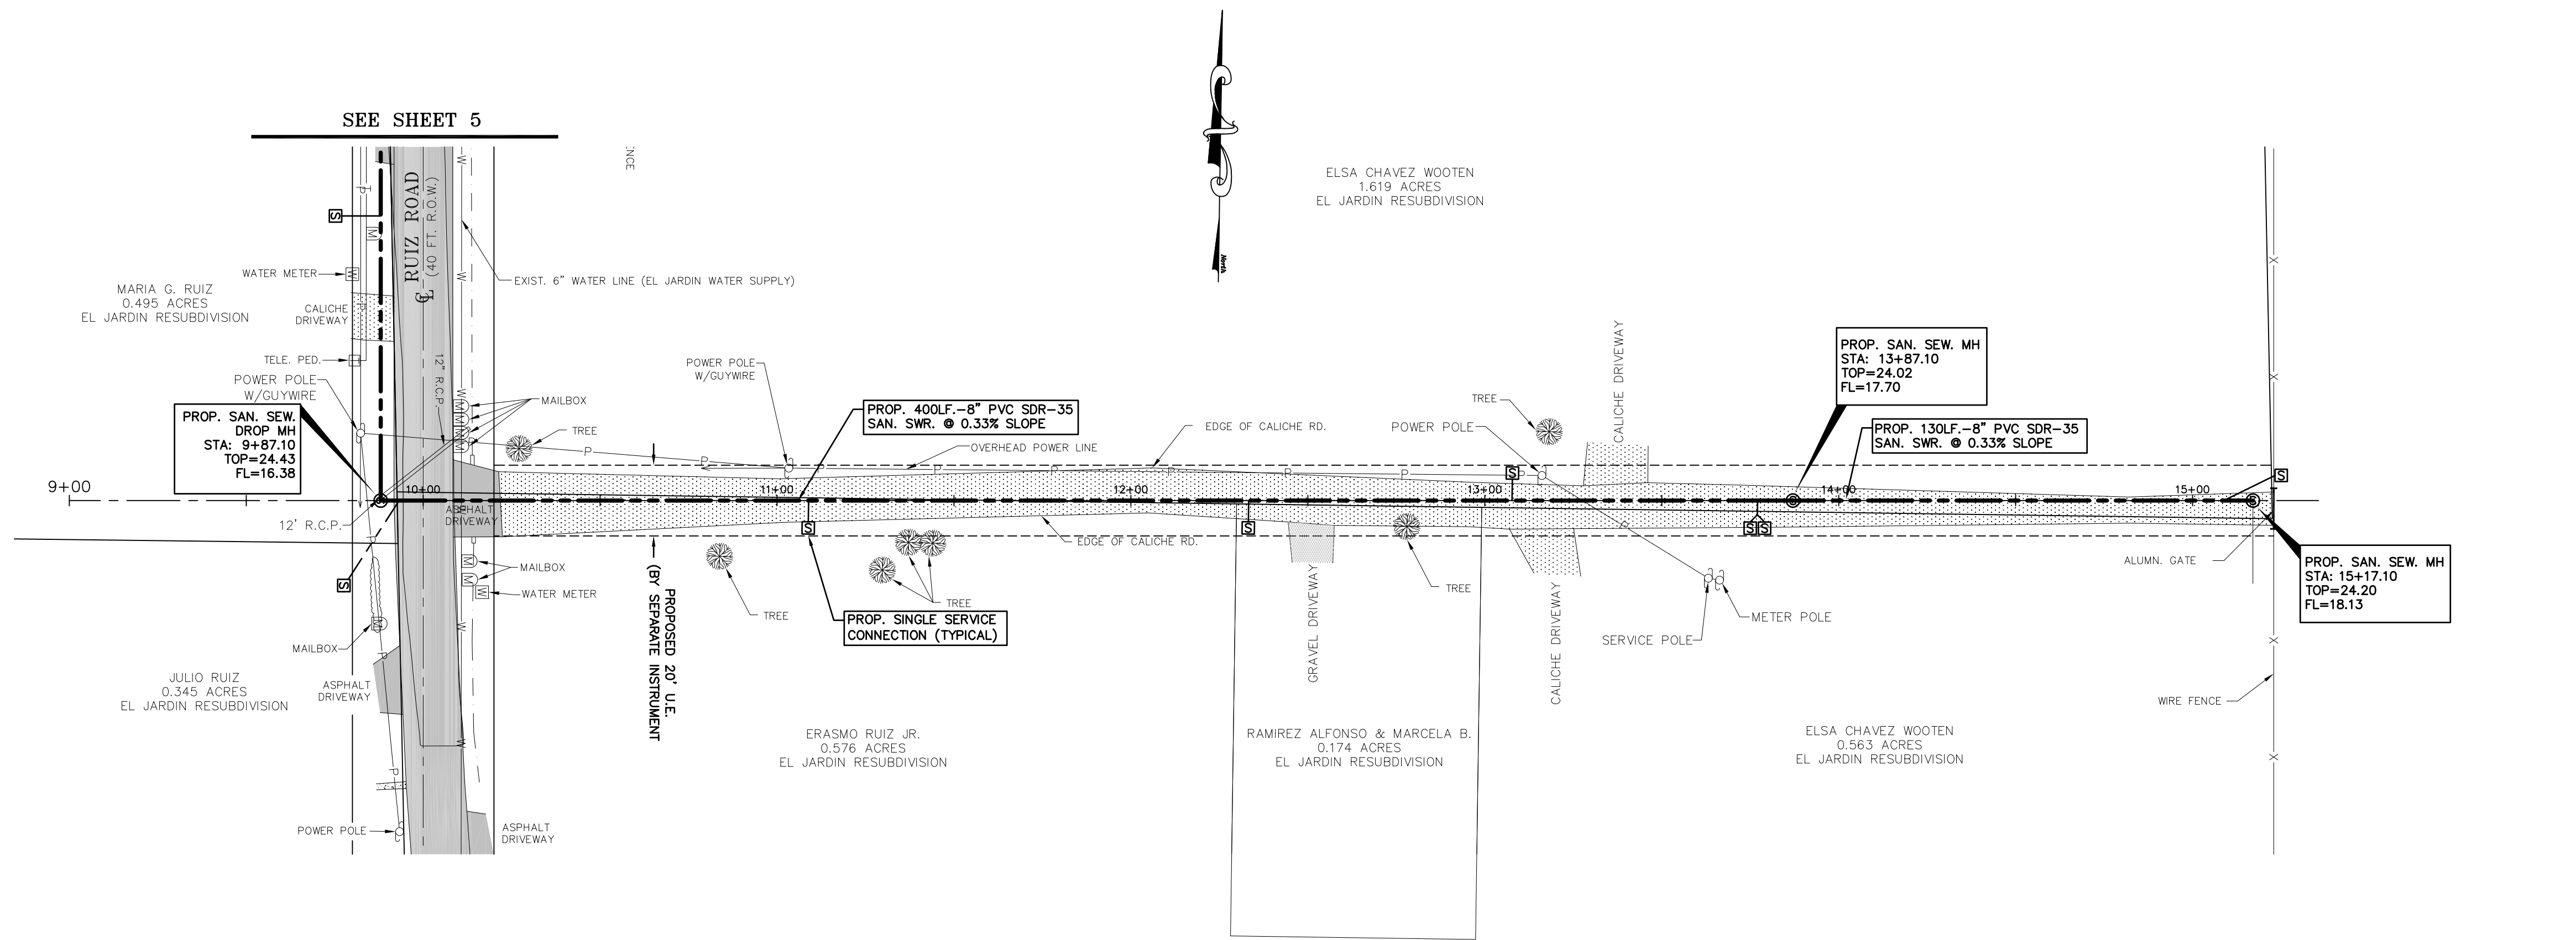 SEE SHEET 5
NCE
North
ELSA CHAVEZ WOOTEN
1.619 ACRES
EL JARDIN RESUBDIVISION
RUIZ ROAD
(40 FT. R.O.W.)
WATER METER
MARIA G. RUIZ
0.495 ACRES
EL JARDIN RESUBDIVISION
CALICHE
DRIVEWAY
EXIST. 6" WATER LINE (EL JARDIN WATER SUPPLY)
TELE. PED.
POWER POLE
W/GUYWIRE
12" R.C.P.
MAILBOX
TREE
PROP. SAN. SEW.
DROP MH
STA: 9+87.10
TOP=24.43
FL=16.38
POWER POLE
W/GUYWIRE
PROP. 400LF.-8" PVC SDR-35
SAN. SWR. @ 0.33% SLOPE
OVERHEAD POWER LINE
EDGE OF CALICHE RD.
POWER POLE
TREE
CALICHE DRIVEWAY
PROP. SAN. SEW. MH
STA: 13+87.10
TOP=24.02
FL=17.70
PROP. 130LF.-8" PVC SDR-35
SAN. SWR. @ 0.33% SLOPE
9+00
10+00
11+00
12+00
13+00
14+00
15+00
12' R.C.P.
ASPHALT
DRIVEWAY
EDGE OF CALICHE RD.
MAILBOX
WATER METER
TREE
TREE
TREE
PROPOSED 20' U.E.
(BY SEPARATE INSTRUMENT
PROP. SINGLE SERVICE
CONNECTION (TYPICAL)
GRAVEL DRIVEWAY
CALICHE DRIVEWAY
SERVICE POLE
METER POLE
ALUMN. GATE
PROP. SAN. SEW. MH
STA: 15+17.10
TOP=24.20
FL=18.13
MAILBOX
JULIO RUIZ
0.345 ACRES
EL JARDIN RESUBDIVISION
ASPHALT
DRIVEWAY
WIRE FENCE
ERASMO RUIZ JR.
0.576 ACRES
EL JARDIN RESUBDIVISION
RAMIREZ ALFONSO & MARCELA B.
0.174 ACRES
EL JARDIN RESUBDIVISION
ELSA CHAVEZ WOOTEN
0.563 ACRES
EL JARDIN RESUBDIVISION
POWER POLE
ASPHALT
DRIVEWAY